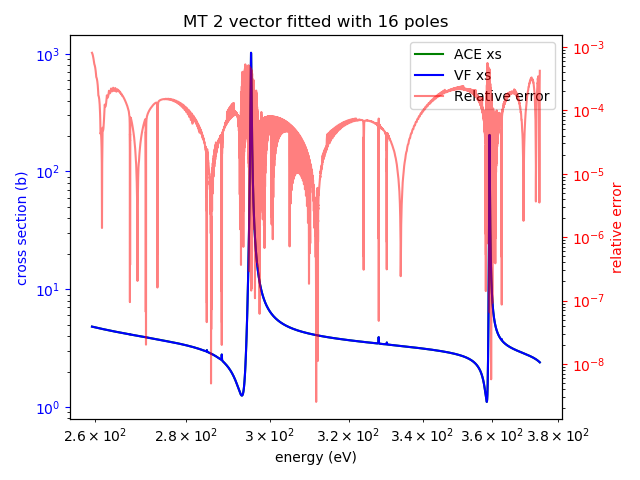 MT 2 vector fitted with 16 poles
ACE xs
VF xs
Relative error
cross section (b)
10³
10²
10¹
10⁰
relative error
10⁻³
10⁻⁴
10⁻⁵
10⁻⁶
10⁻⁷
10⁻⁸
2.6 × 10² 2.8 × 10² 3 × 10² 3.2 × 10² 3.4 × 10² 3.6 × 10² 3.8 × 10²
energy (eV)